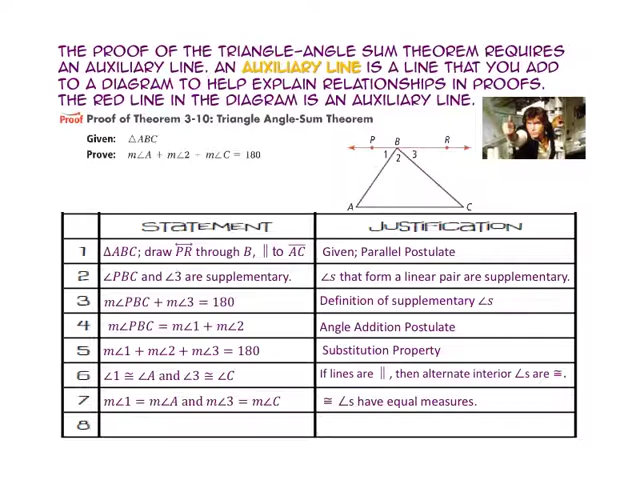 THE PROOF OF THE TRIANGLE-ANGLE SUM THEOREM REQUIRES
AN AUXILIARY LINE. AN AUXILIARY LINE IS A LINE THAT YOU ADD
TO A DIAGRAM TO HELP EXPLAIN RELATIONSHIPS IN PROOFS.
THE RED LINE IN THE DIAGRAM IS AN AUXILIARY LINE.
Proof Proof of Theorem 3-10: Triangle Angle-Sum Theorem
Given: △ABC
Prove: m∠A + m∠2 − m∠C = 180
P B R
1 2 3
A C
STATEMENT JUSTIFICATION
1 ΔABC; draw PR through B, ∥ to AC Given; Parallel Postulate
2 ∠PBC and ∠3 are supplementary. ∠s that form a linear pair are supplementary.
3 m∠PBC + m∠3 = 180 Definition of supplementary ∠s
4 m∠PBC = m∠1 + m∠2 Angle Addition Postulate
5 m∠1 + m∠2 + m∠3 = 180 Substitution Property
6 ∠1 ≅ ∠A and ∠3 ≅ ∠C If lines are ∥, then alternate interior ∠s are ≅.
7 m∠1 = m∠A and m∠3 = m∠C ≅ ∠s have equal measures.
8